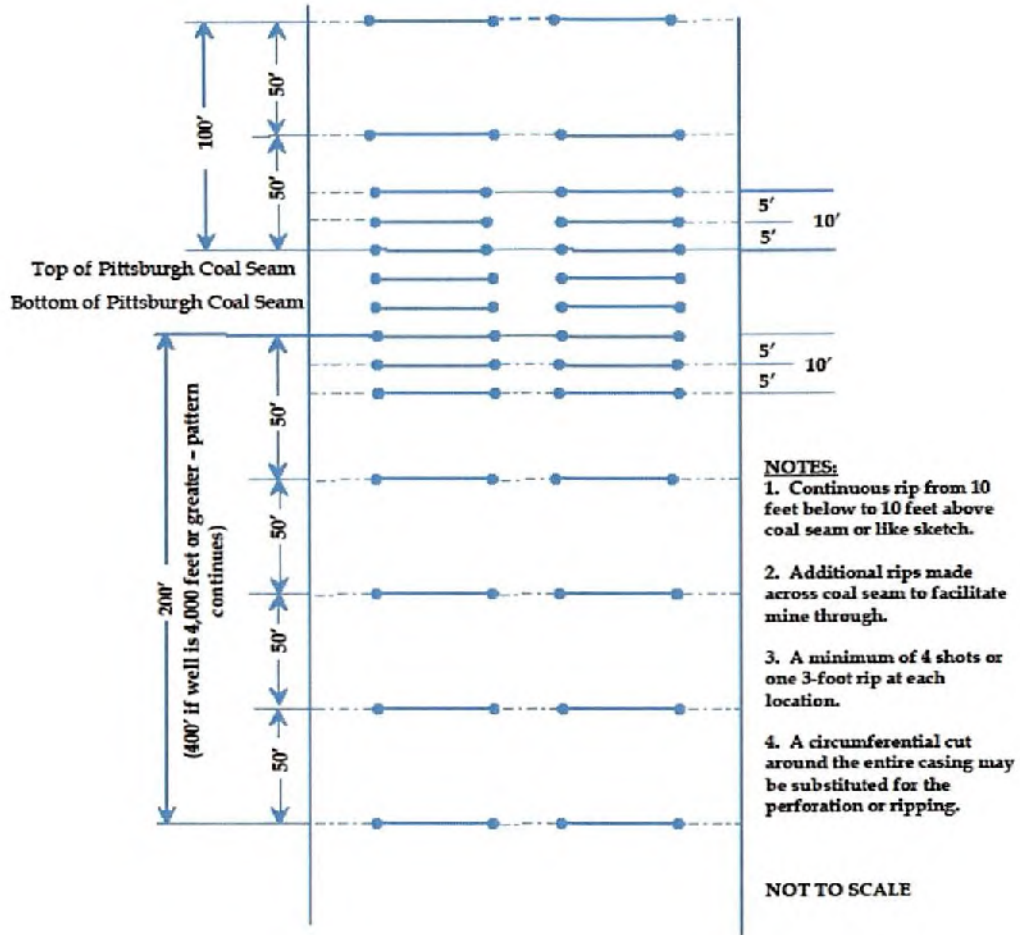 50'
100'
50'
5'
10'
5'
Top of Pittsburgh Coal Seam
Bottom of Pittsburgh Coal Seam
5'
10'
5'
50'
200'
(400' if well is 4,000 feet or greater – pattern
continues)
50'
50'
50'
NOTES:
1. Continuous rip from 10
feet below to 10 feet above
coal seam or like sketch.
2. Additional rips made
across coal seam to facilitate
mine through.
3. A minimum of 4 shots or
one 3-foot rip at each
location.
4. A circumferential cut
around the entire casing may
be substituted for the
perforation or ripping.
NOT TO SCALE